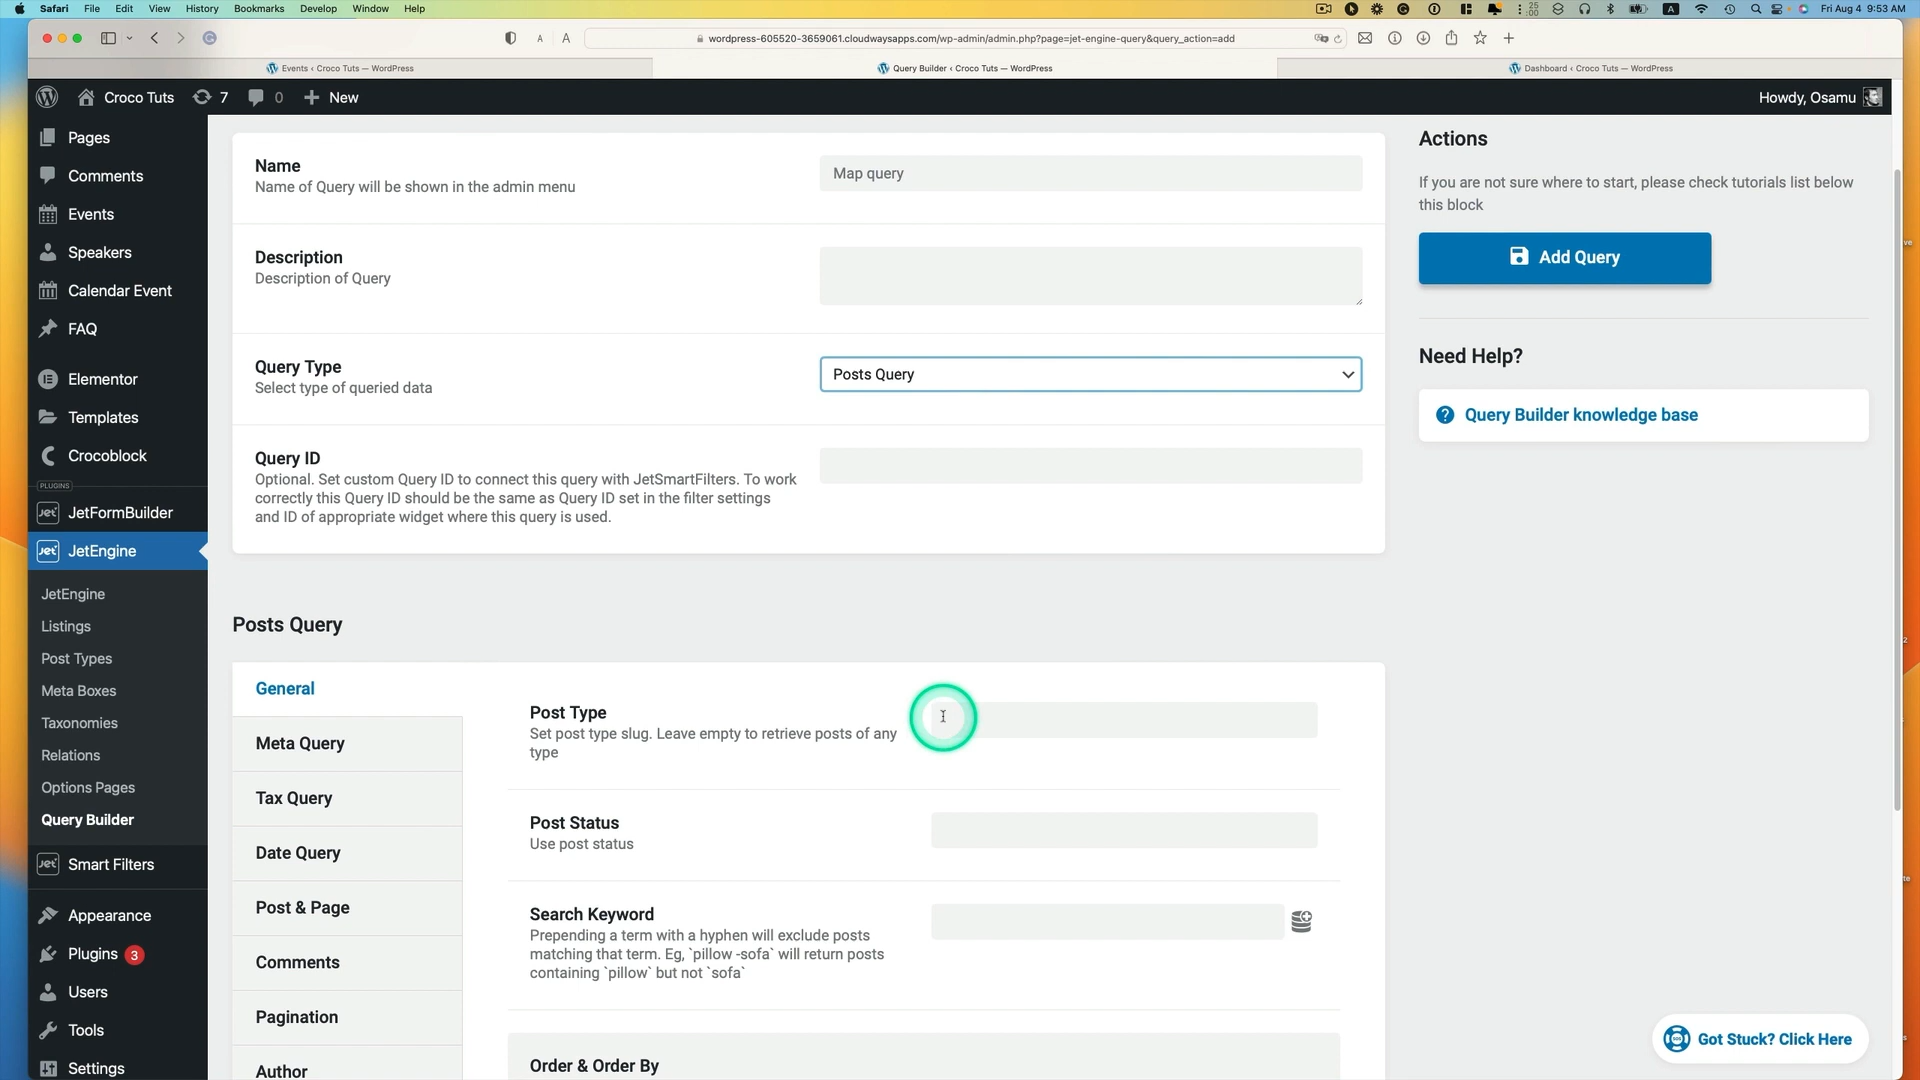 Safari File Edit View History Bookmarks Develop Window Help
25
:00
A
Fri Aug 4 9:53 AM
A A
wordpress-605520-3659061.cloudwaysapps.com/wp-admin/admin.php?page=jet-engine-query&query_action=add
Events ‹ Croco Tuts — WordPress
Query Builder ‹ Croco Tuts — WordPress
Dashboard ‹ Croco Tuts — WordPress
Croco Tuts 7 0 New
Howdy, Osamu
Pages
Comments
Events
Speakers
Calendar Event
FAQ
Elementor
Templates
Crocoblock
PLUGINS
Jet JetFormBuilder
Jet JetEngine
JetEngine
Listings
Post Types
Meta Boxes
Taxonomies
Relations
Options Pages
Query Builder
Jet Smart Filters
Appearance
Plugins 3
Users
Tools
Settings
Name
Name of Query will be shown in the admin menu
Map query
Description
Description of Query
Query Type
Select type of queried data
Posts Query
Query ID
Optional. Set custom Query ID to connect this query with JetSmartFilters. To work
correctly this Query ID should be the same as Query ID set in the filter settings
and ID of appropriate widget where this query is used.
Posts Query
General
Meta Query
Tax Query
Date Query
Post & Page
Comments
Pagination
Author
Post Type
Set post type slug. Leave empty to retrieve posts of any
type
Post Status
Use post status
Search Keyword
Prepending a term with a hyphen will exclude posts
matching that term. Eg, `pillow -sofa` will return posts
containing `pillow` but not `sofa`
Order & Order By
Actions
If you are not sure where to start, please check tutorials list below
this block
Add Query
Need Help?
Query Builder knowledge base
Got Stuck? Click Here